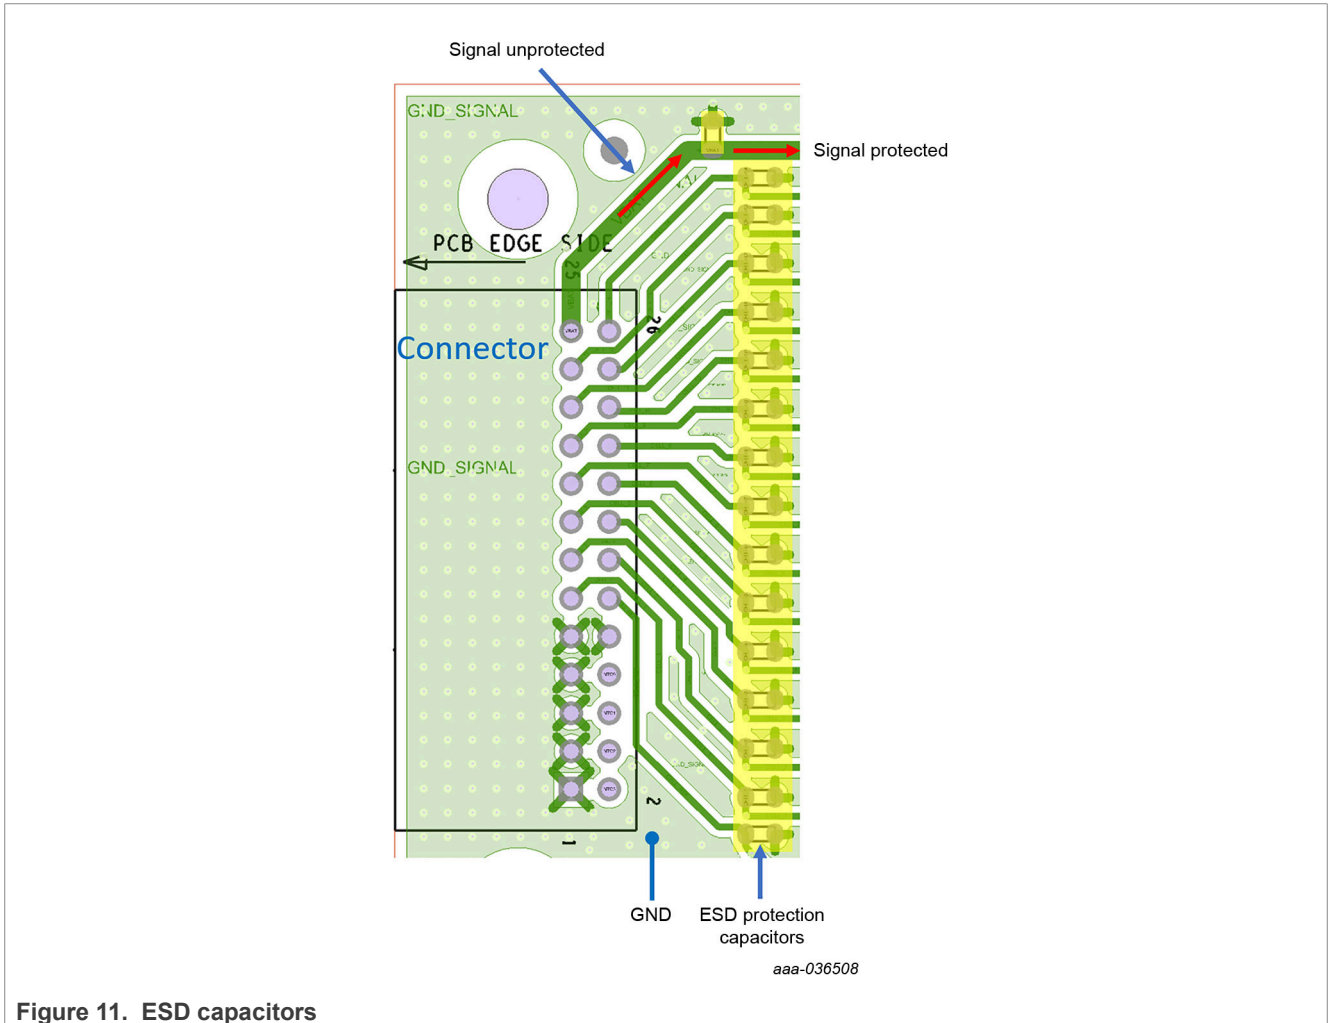 Signal unprotected
GND_SIGNAL
Signal protected
PCB EDGE SIDE
25
26
Connector
GND_SIGNAL
2
1
GND
ESD protection
capacitors
aaa-036508
Figure 11. ESD capacitors